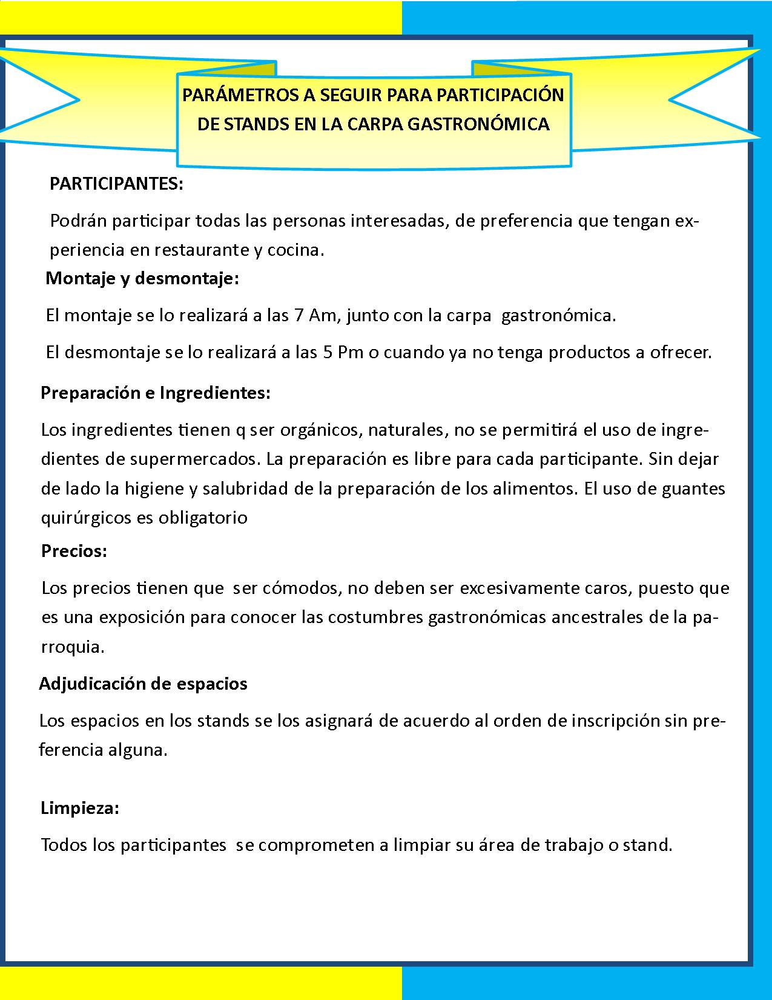 PARÁMETROS A SEGUIR PARA PARTICIPACIÓN
DE STANDS EN LA CARPA GASTRONÓMICA
PARTICIPANTES:
Podrán participar todas las personas interesadas, de preferencia que tengan ex-
periencia en restaurante y cocina.
Montaje y desmontaje:
El montaje se lo realizará a las 7 Am, junto con la carpa  gastronómica.
El desmontaje se lo realizará a las 5 Pm o cuando ya no tenga productos a ofrecer.
Preparación e Ingredientes:
Los ingredientes tienen q ser orgánicos, naturales, no se permitirá el uso de ingre-
dientes de supermercados. La preparación es libre para cada participante. Sin dejar
de lado la higiene y salubridad de la preparación de los alimentos. El uso de guantes
quirúrgicos es obligatorio
Precios:
Los precios tienen que  ser cómodos, no deben ser excesivamente caros, puesto que
es una exposición para conocer las costumbres gastronómicas ancestrales de la pa-
rroquia.
Adjudicación de espacios
Los espacios en los stands se los asignará de acuerdo al orden de inscripción sin pre-
ferencia alguna.
Limpieza:
Todos los participantes  se comprometen a limpiar su área de trabajo o stand.